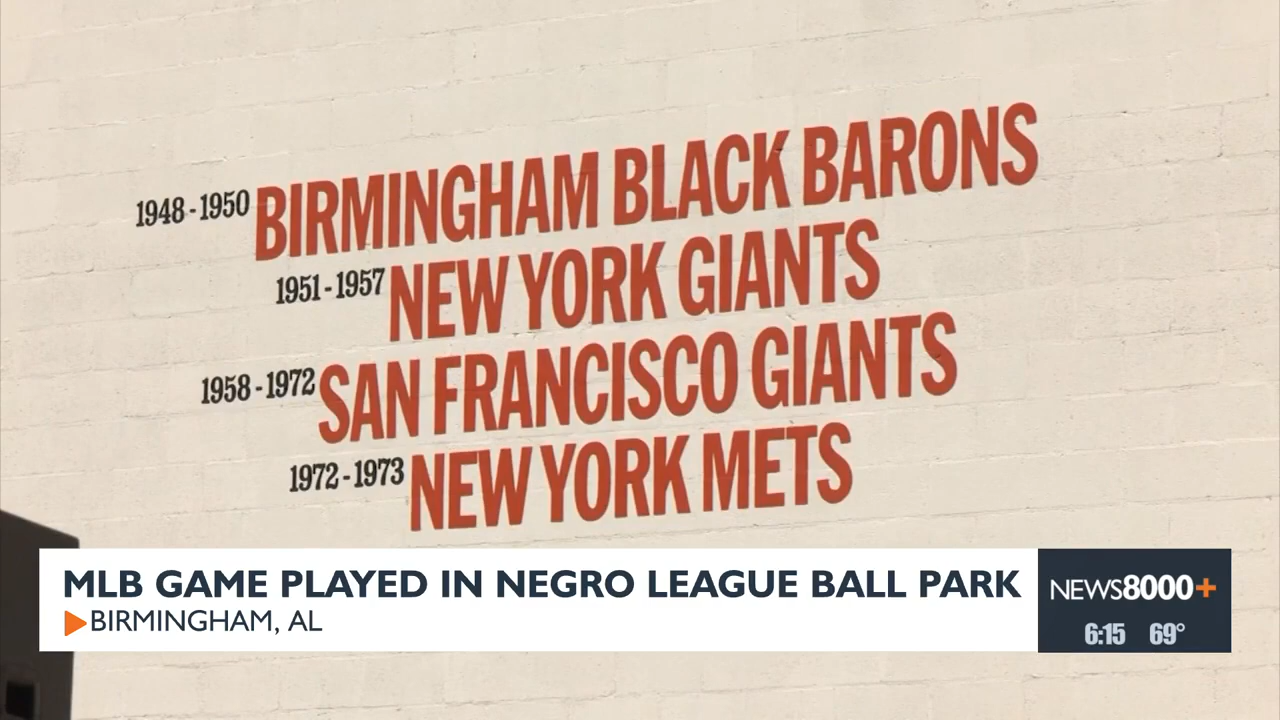 1948 - 1950 BIRMINGHAM BLACK BARONS
1951 - 1957 NEW YORK GIANTS
1958 - 1972 SAN FRANCISCO GIANTS
1972 - 1973 NEW YORK METS
MLB GAME PLAYED IN NEGRO LEAGUE BALL PARK
BIRMINGHAM, AL
NEWS8000+
6:15 69°